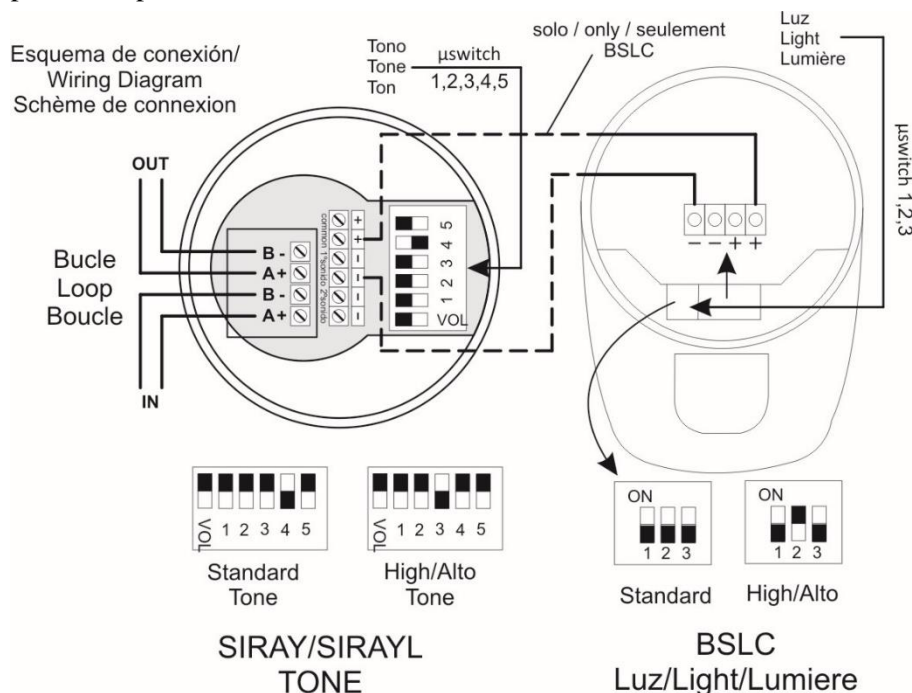 Esquema de conexión/
Wiring Diagram
Schème de connexion
Tono
Tone
Ton
µswitch
1,2,3,4,5
solo / only / seulement
BSLC
Luz
Light
Lumière
µswitch 1,2,3
OUT
Bucle
Loop
Boucle
IN
B -
A+
B -
A+
common 1ºsonido 2ºsonido
+
+
–
–
–
–
5
4
3
2
1
VOL
– – + +
VOL 1 2 3 4 5
Standard
Tone
VOL 1 2 3 4 5
High/Alto
Tone
SIRAY/SIRAYL
TONE
ON
1 2 3
Standard
ON
1 2 3
High/Alto
BSLC
Luz/Light/Lumiere